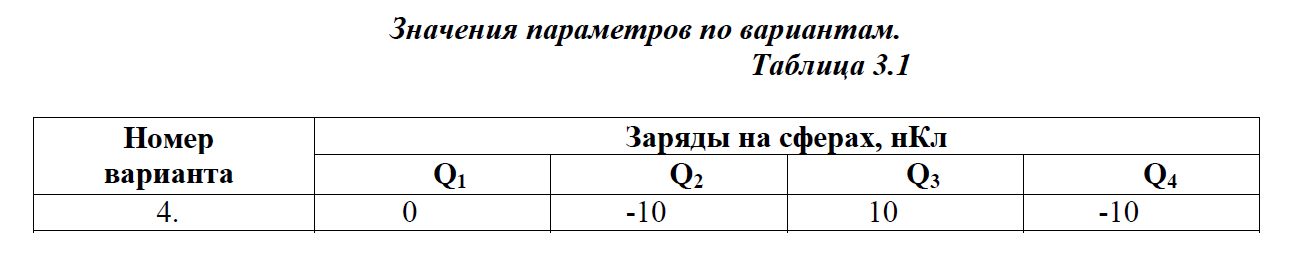 Значения параметров по вариантам.
Таблица 3.1
Номер варианта Заряды на сферах, нКл
Q₁ Q₂ Q₃ Q₄
4. 0 -10 10 -10